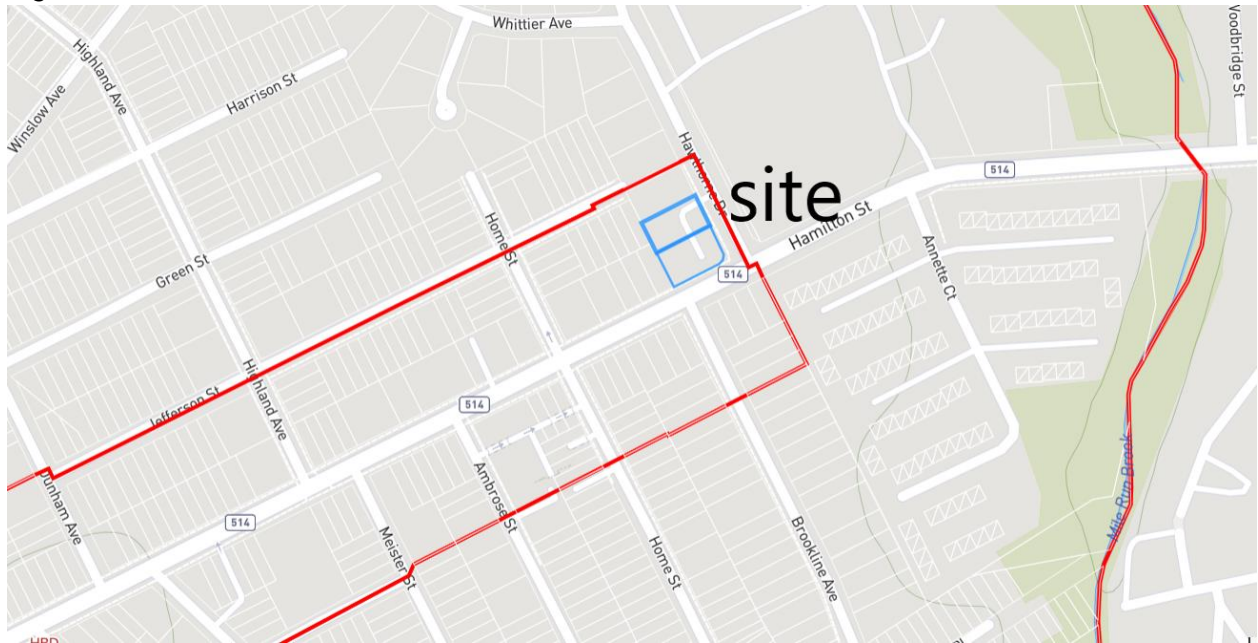 Whittier Ave
Woodbridge St
Highland Ave
Winslow Ave
Harrison St
Hawthorne Dr
site
514
Hamilton St
Home St
Annette Ct
Green St
514
Jefferson St
Highland Ave
514
Mile Run Brook
Dunham Ave
Ambrose St
514
Meister St
Home St
Brookline Ave
HBD